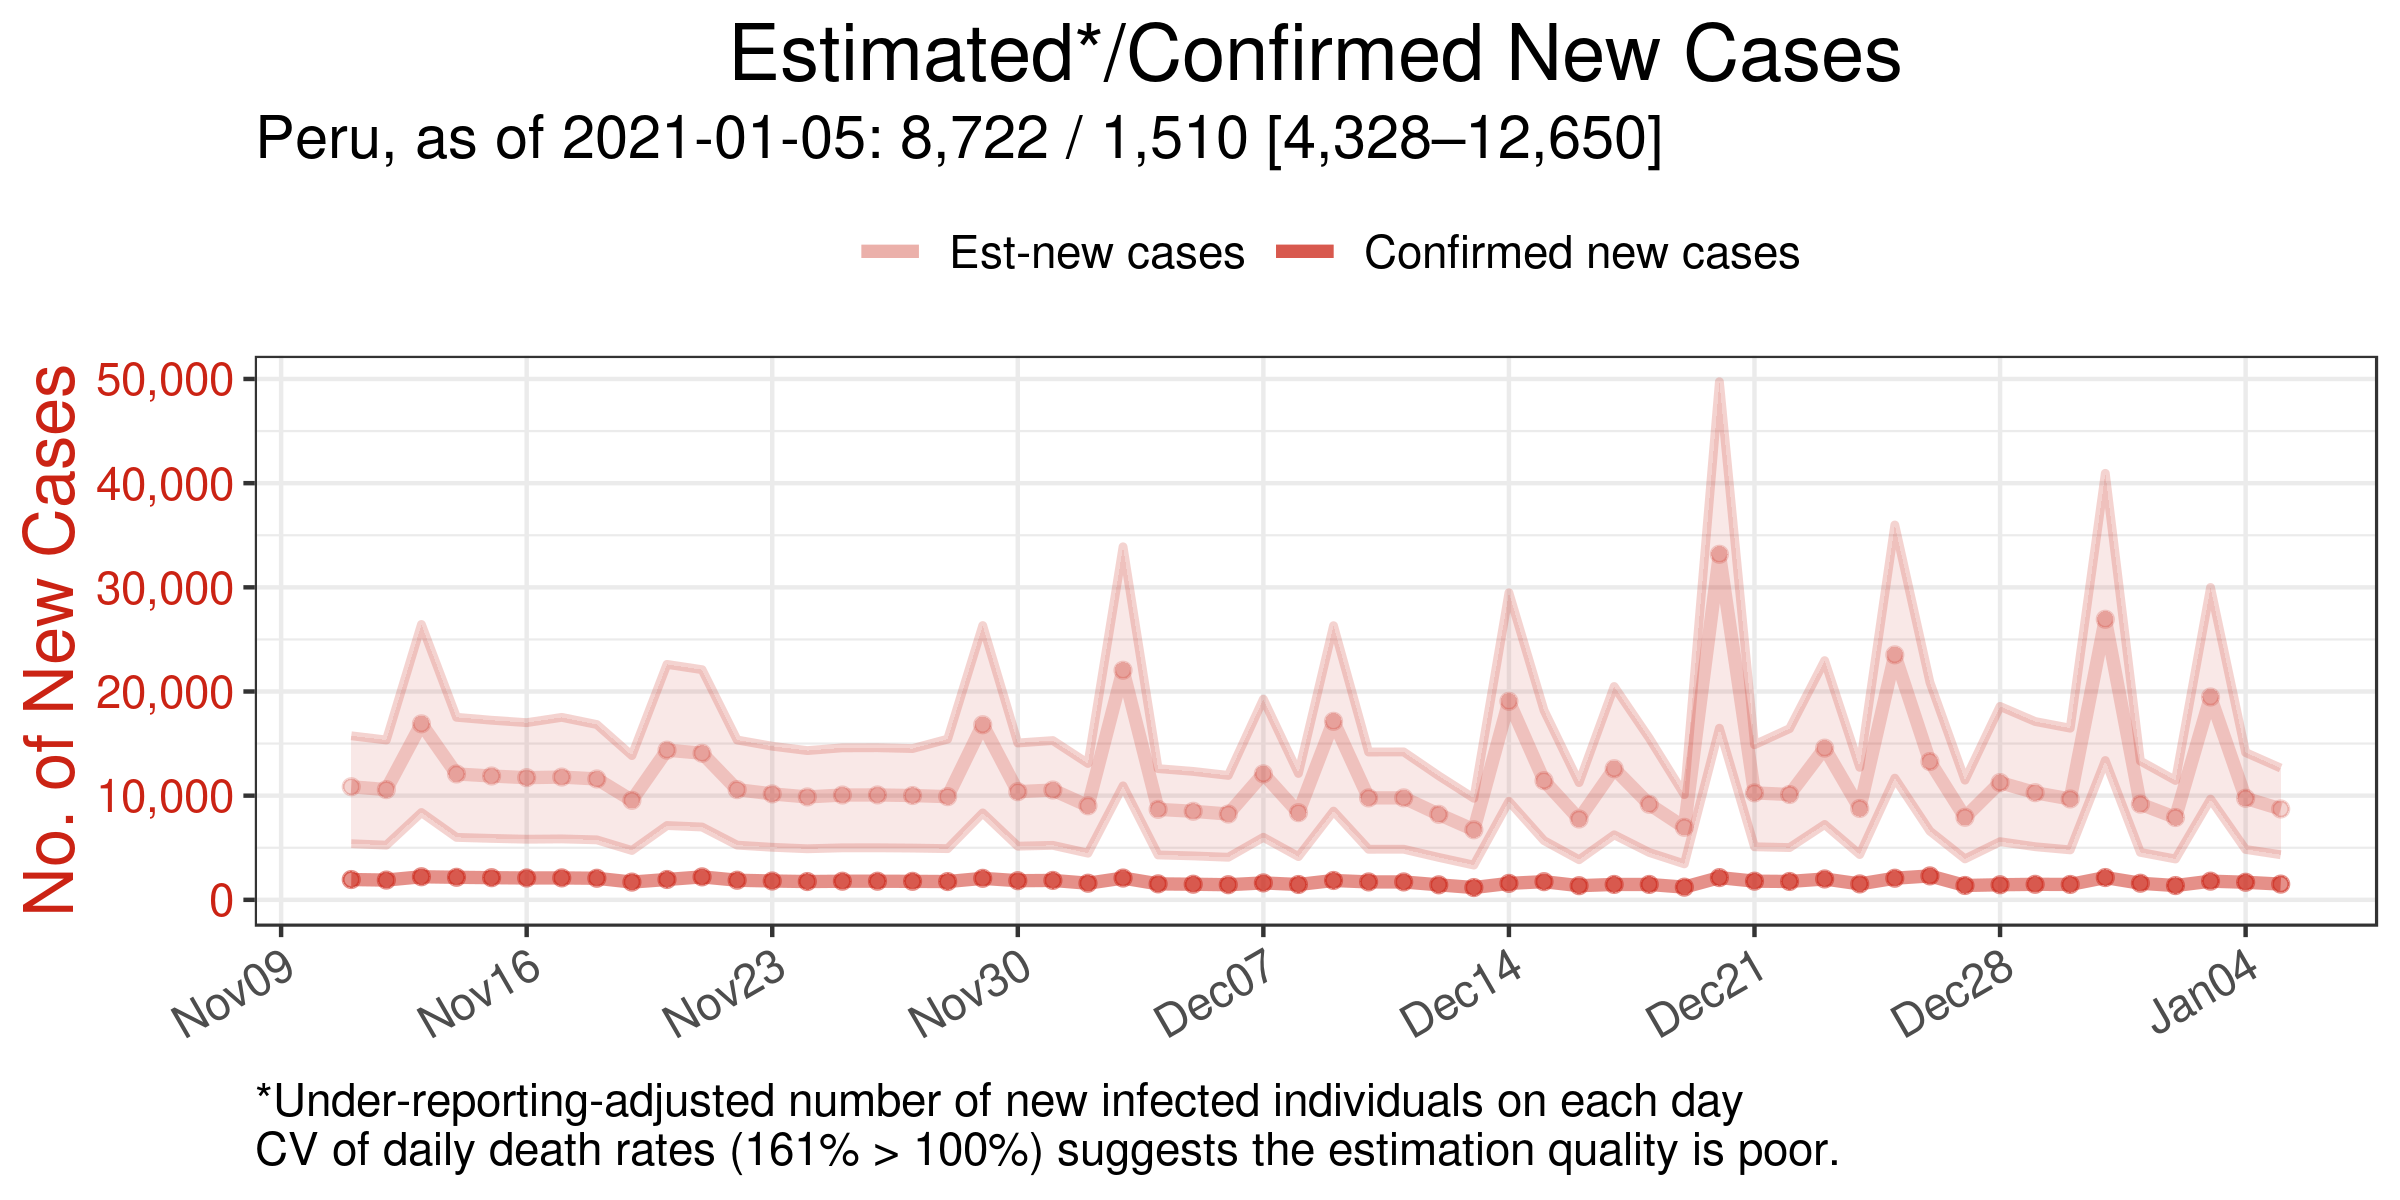 Estimated*/Confirmed New Cases
Peru, as of 2021-01-05: 8,722 / 1,510 [4,328–12,650]
Est-new cases
Confirmed new cases
No. of New Cases
50,000
40,000
30,000
20,000
10,000
0
Nov09
Nov16
Nov23
Nov30
Dec07
Dec14
Dec21
Dec28
Jan04
*Under-reporting-adjusted number of new infected individuals on each day
CV of daily death rates (161% > 100%) suggests the estimation quality is poor.